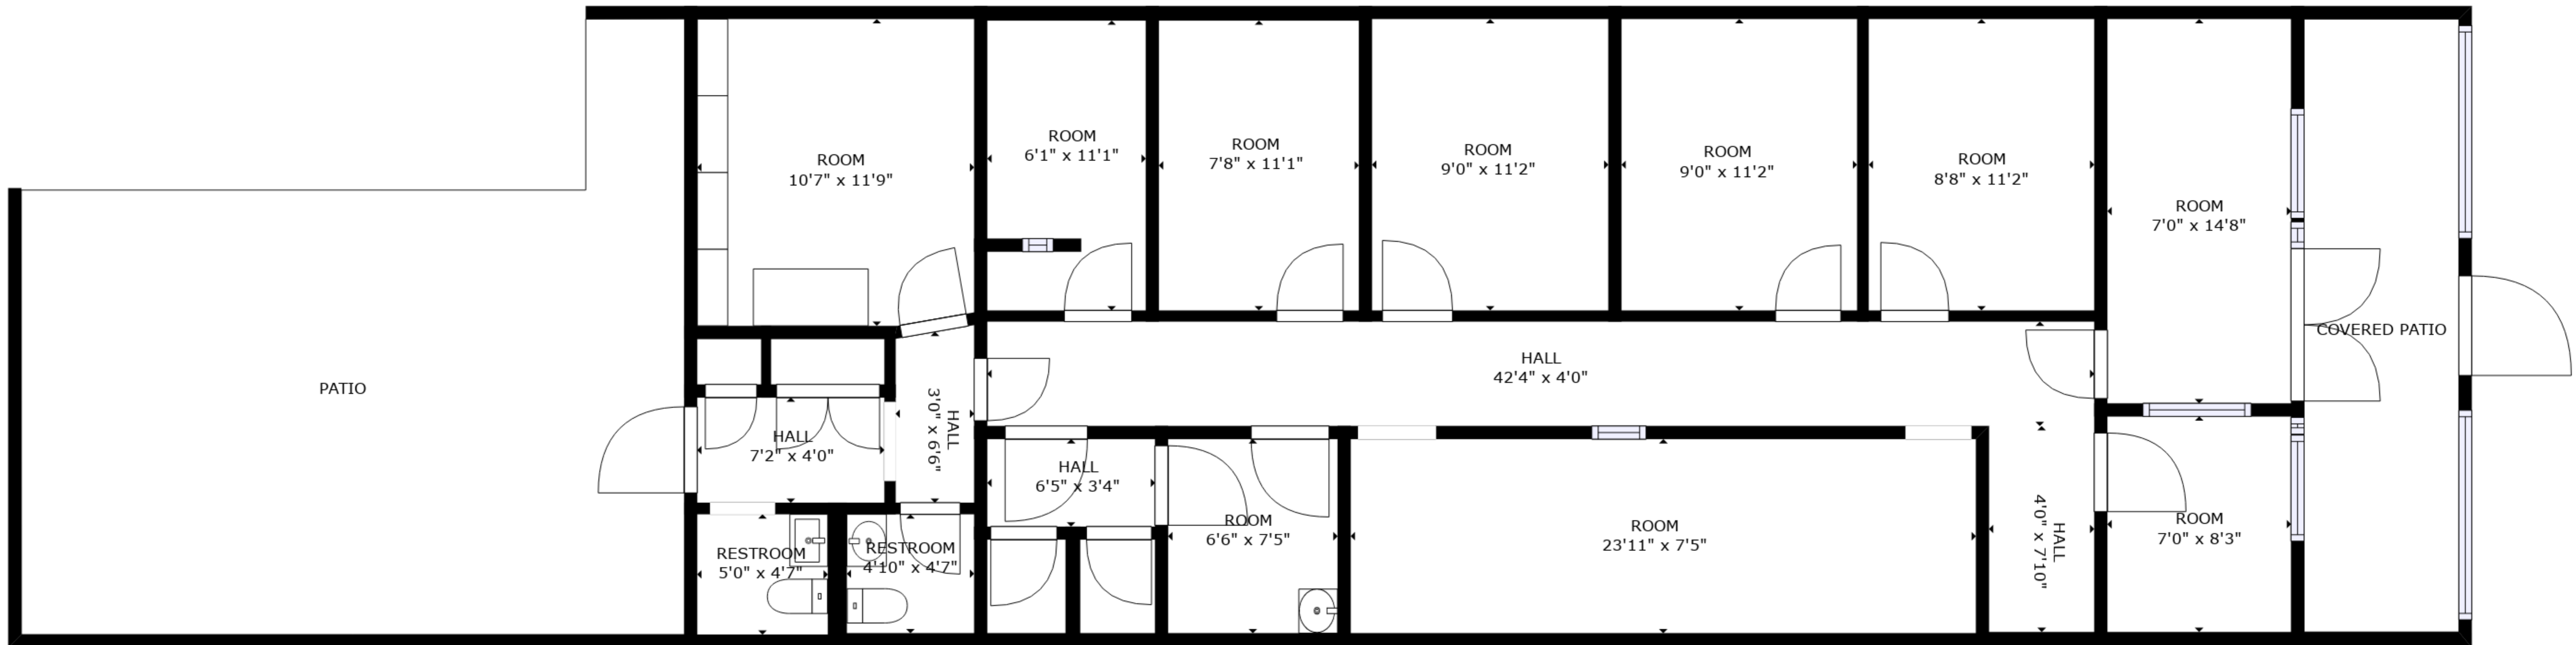 ROOM
10'7" x 11'9"
ROOM
6'1" x 11'1"
ROOM
7'8" x 11'1"
ROOM
9'0" x 11'2"
ROOM
9'0" x 11'2"
ROOM
8'8" x 11'2"
ROOM
7'0" x 14'8"
COVERED PATIO
PATIO
HALL
42'4" x 4'0"
HALL
3'0" x 6'6"
HALL
7'2" x 4'0"
HALL
6'5" x 3'4"
ROOM
6'6" x 7'5"
ROOM
23'11" x 7'5"
HALL
4'0" x 7'10"
ROOM
7'0" x 8'3"
RESTROOM
5'0" x 4'7"
RESTROOM
4'10" x 4'7"